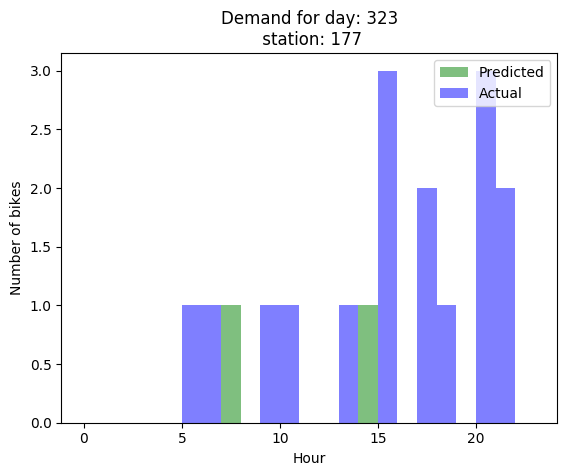 Demand for day: 323
station: 177
Predicted
Actual
Number of bikes
3.0
2.5
2.0
1.5
1.0
0.5
0.0
0
5
10
15
20
Hour